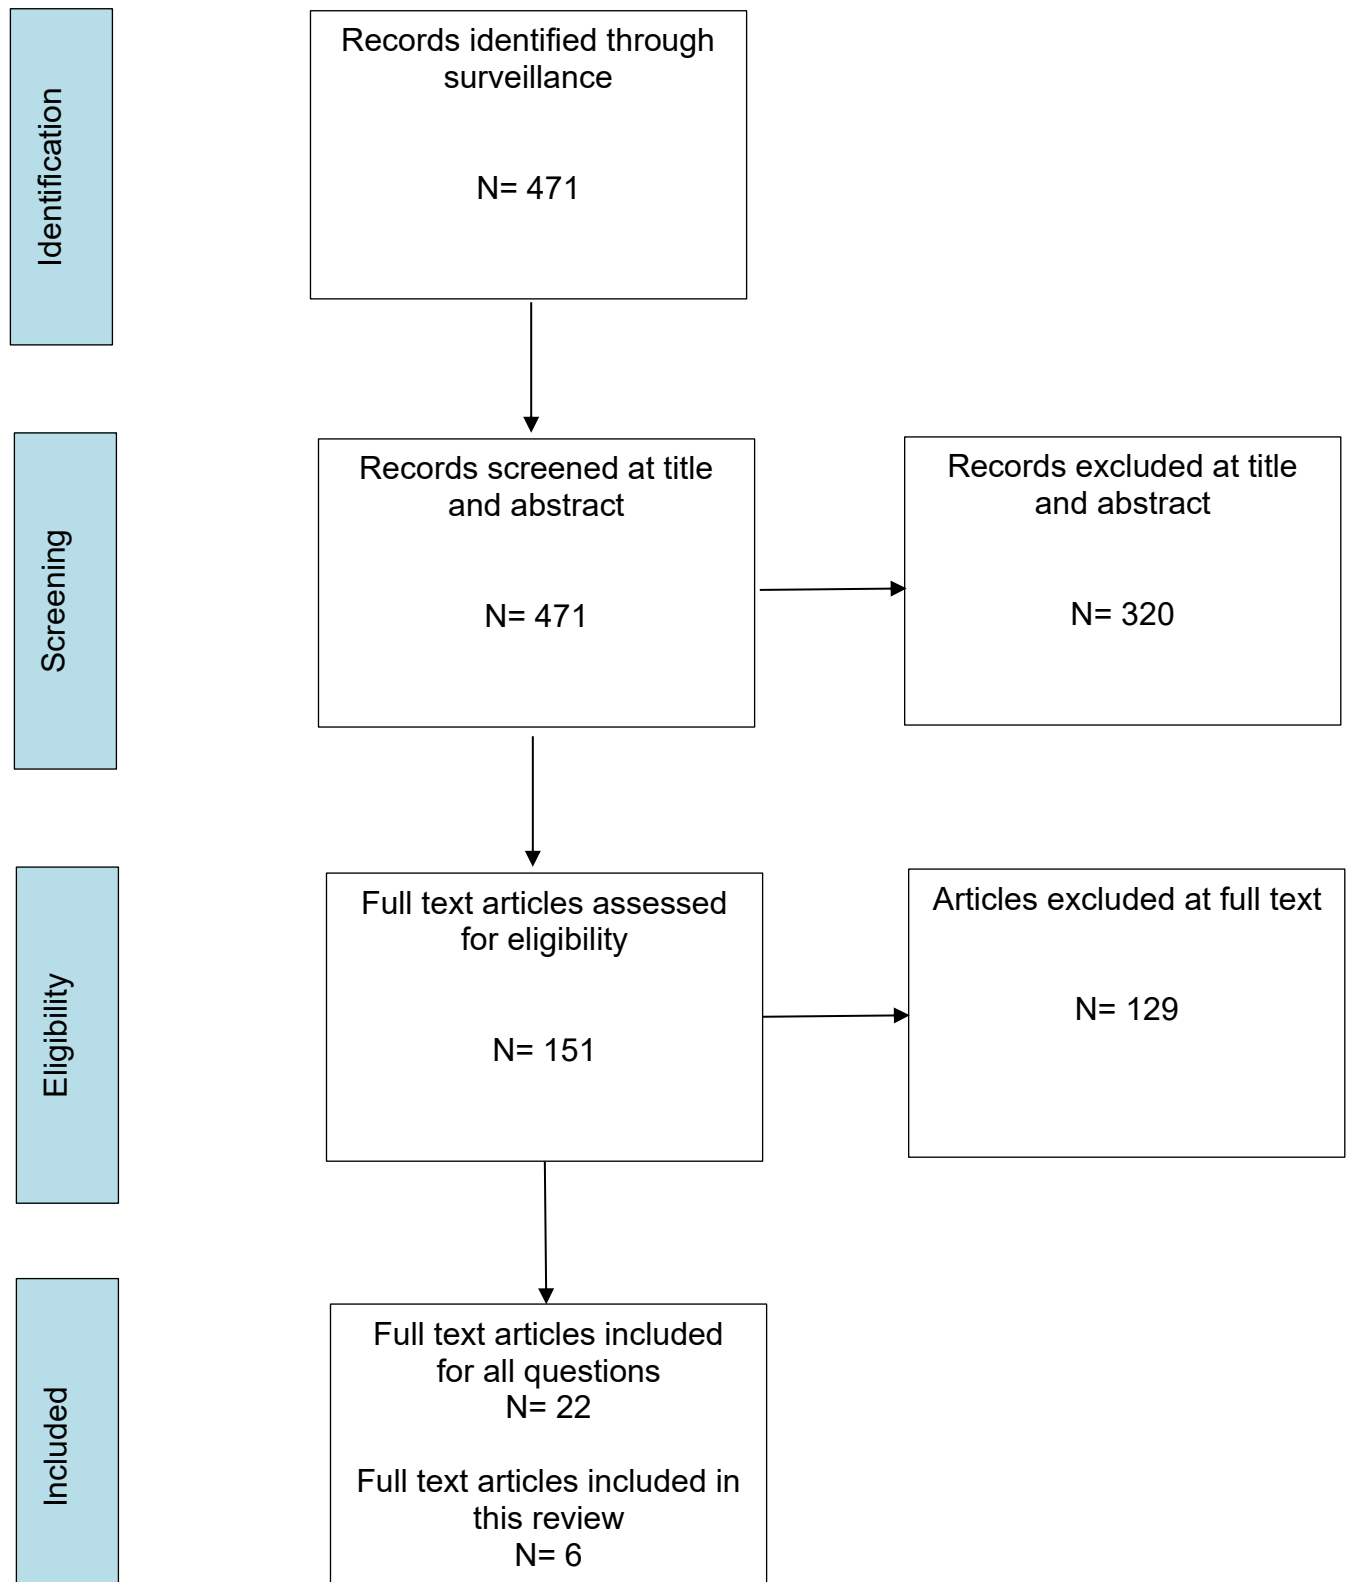 Identification
Records identified through
surveillance
N= 471
Screening
Records screened at title
and abstract
N= 471
Records excluded at title
and abstract
N= 320
Eligibility
Full text articles assessed
for eligibility
N= 151
Articles excluded at full text
N= 129
Included
Full text articles included
for all questions
N= 22
Full text articles included in
this review
N= 6